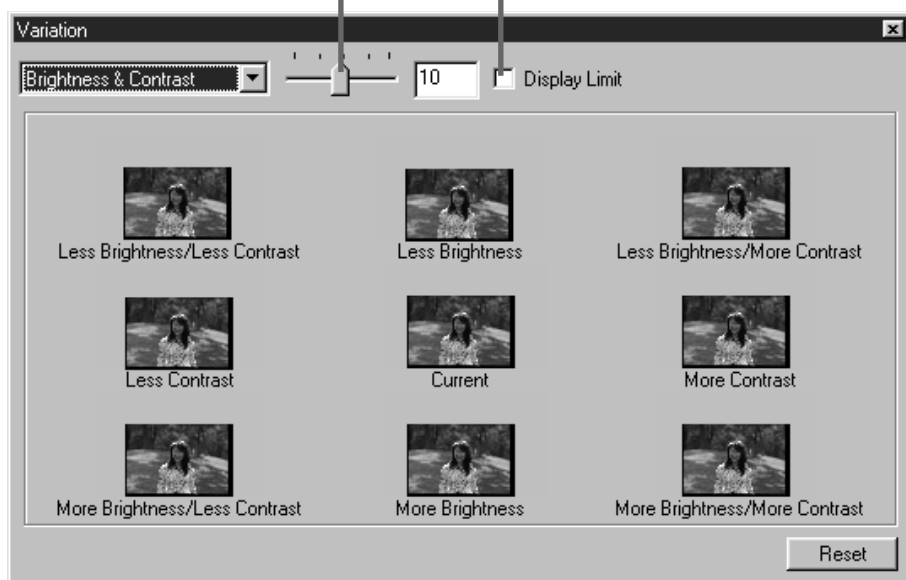 Variation
Brightness & Contrast 10 Display Limit
Less Brightness/Less Contrast Less Brightness Less Brightness/More Contrast
Less Contrast Current More Contrast
More Brightness/Less Contrast More Brightness More Brightness/More Contrast
Reset